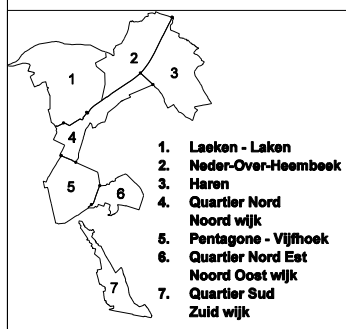 1
2
3
4
5
6
7
1. Laeken - Laken
2. Neder-Over-Heembeek
3. Haren
4. Quartier Nord
Noord wijk
5. Pentagone - Vijfhoek
6. Quartier Nord Est
Noord Oost wijk
7. Quartier Sud
Zuid wijk